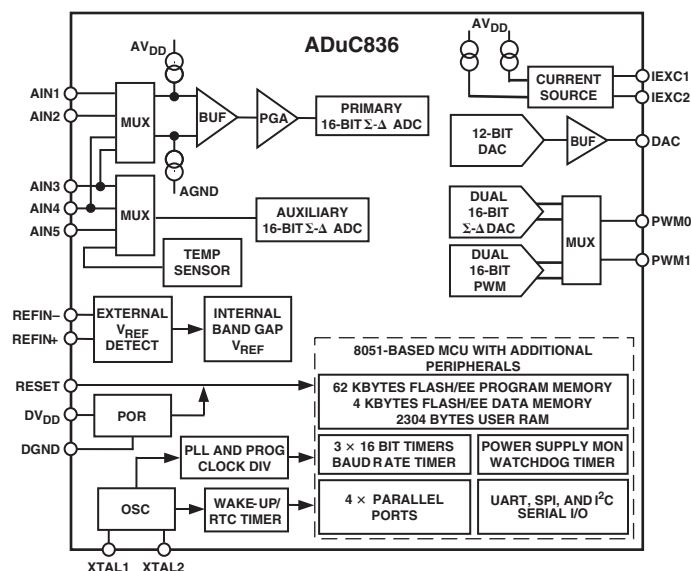 ADuC836
AVDD
AVDD
AIN1
AIN2
AIN3
AIN4
AIN5
MUX
BUF
PGA
PRIMARY
16-BIT Σ-Δ ADC
AGND
MUX
AUXILIARY
16-BIT Σ-Δ ADC
TEMP
SENSOR
CURRENT
SOURCE
IEXC1
IEXC2
12-BIT
DAC
BUF
DAC
DUAL
16-BIT
Σ-Δ DAC
DUAL
16-BIT
PWM
MUX
PWM0
PWM1
REFIN–
REFIN+
EXTERNAL
VREF
DETECT
INTERNAL
BAND GAP
VREF
RESET
DVDD
DGND
POR
PLL AND PROG
CLOCK DIV
OSC
WAKE-UP/
RTC TIMER
XTAL1
XTAL2
8051-BASED MCU WITH ADDITIONAL
PERIPHERALS
62 KBYTES FLASH/EE PROGRAM MEMORY
4 KBYTES FLASH/EE DATA MEMORY
2304 BYTES USER RAM
3 × 16 BIT TIMERS
BAUD RATE TIMER
POWER SUPPLY MON
WATCHDOG TIMER
4 × PARALLEL
PORTS
UART, SPI, AND I2C
SERIAL I/O